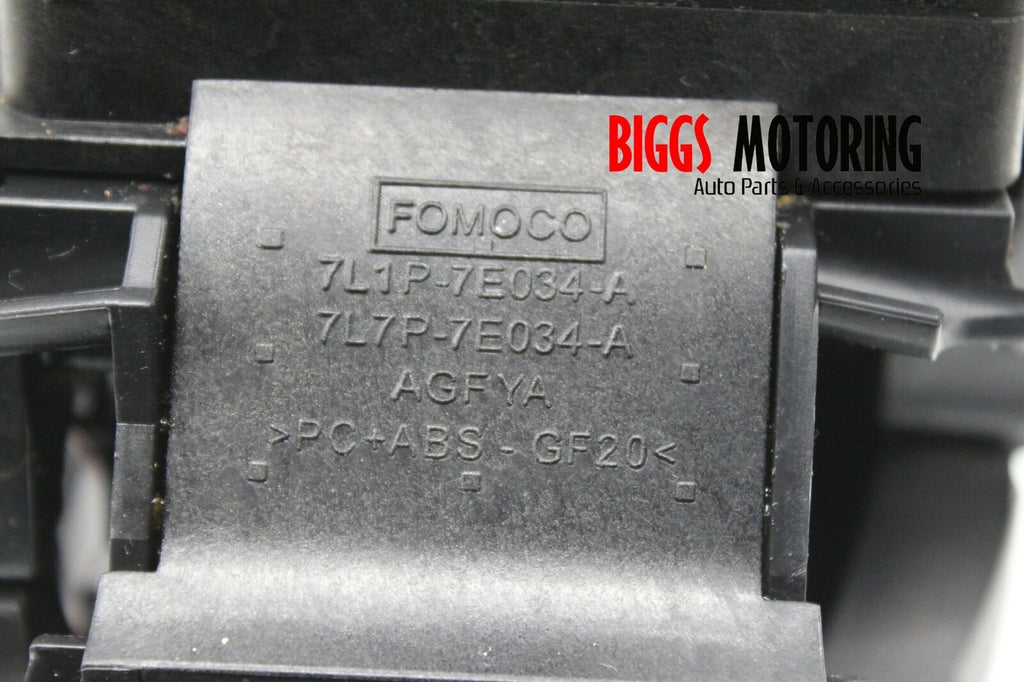 BIGGS MOTORING
Auto Parts & Accessories
FOMOCO
7L1P-7E034-A
7L7P-7E034-A
AGFYA
>PC+ABS - GF20<